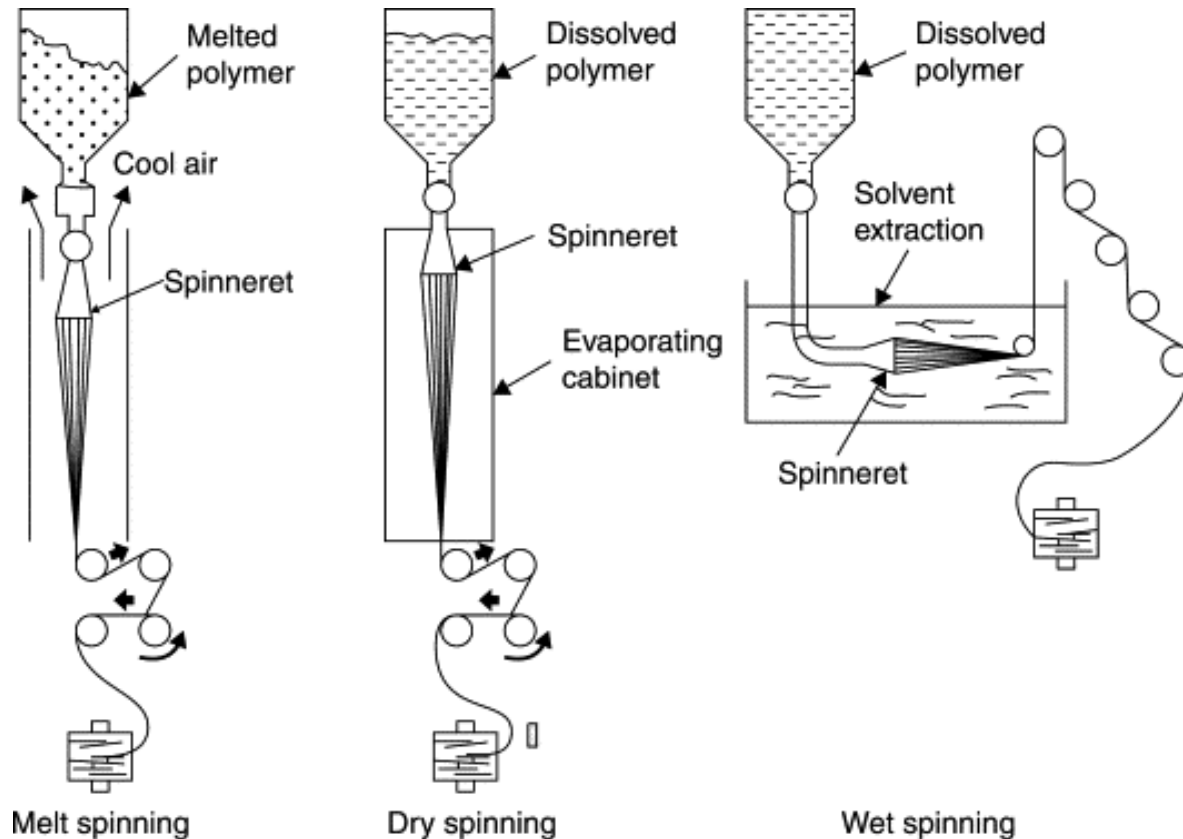 Melted
polymer
Cool air
Spinneret
Melt spinning
Dissolved
polymer
Spinneret
Evaporating
cabinet
Dry spinning
Dissolved
polymer
Solvent
extraction
Spinneret
Wet spinning